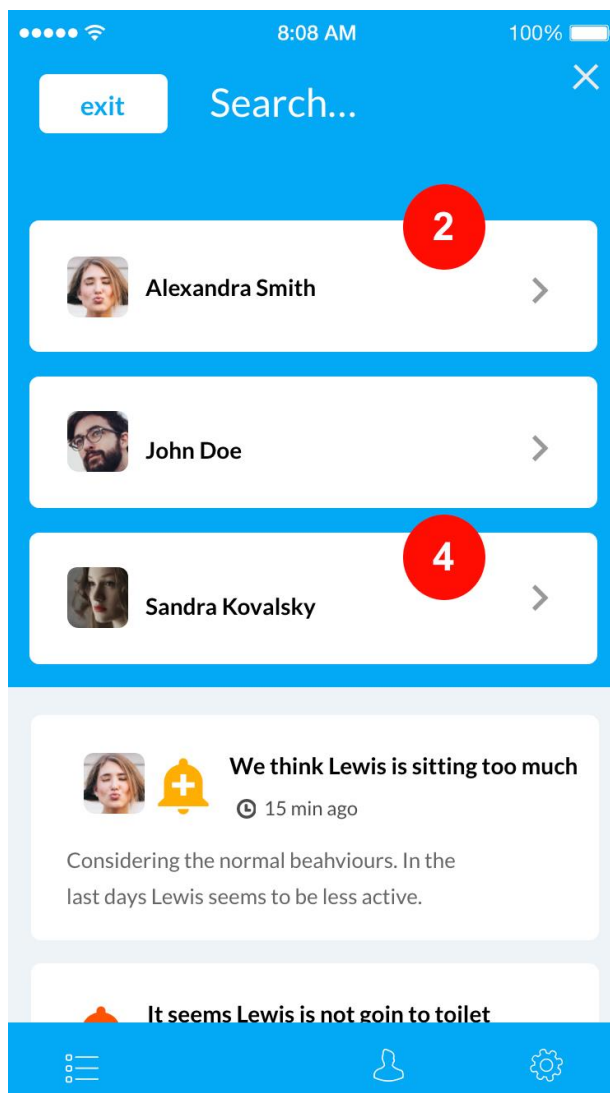 8:08 AM
100%
exit
Search...
2
Alexandra Smith
John Doe
4
Sandra Kovalsky
We think Lewis is sitting too much
15 min ago
Considering the normal beahviours. In the
last days Lewis seems to be less active.
It seems Lewis is not goin to toilet